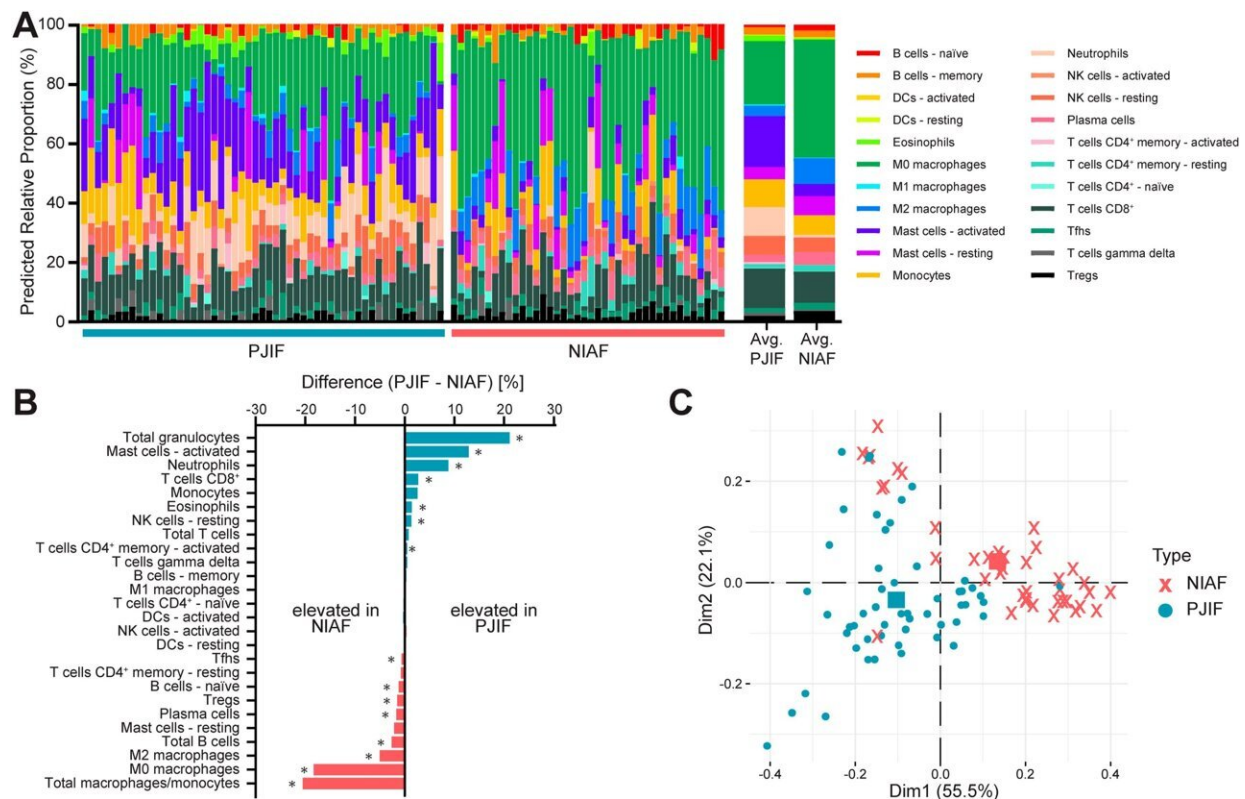 A
Predicted Relative Proportion (%)
100
80
60
40
20
0
PJIF
NIAF
Avg.
PJIF
Avg.
NIAF
B cells - naïve
B cells - memory
DCs - activated
DCs - resting
Eosinophils
M0 macrophages
M1 macrophages
M2 macrophages
Mast cells - activated
Mast cells - resting
Monocytes
Neutrophils
NK cells - activated
NK cells - resting
Plasma cells
T cells CD4⁺ memory - activated
T cells CD4⁺ memory - resting
T cells CD4⁺ - naïve
T cells CD8⁺
Tfhs
T cells gamma delta
Tregs
B
Difference (PJIF - NIAF) [%]
-30 -20 -10 0 10 20 30
Total granulocytes *
Mast cells - activated *
Neutrophils *
T cells CD8⁺ *
Monocytes
Eosinophils *
NK cells - resting *
Total T cells
T cells CD4⁺ memory - activated *
T cells gamma delta
B cells - memory
M1 macrophages
T cells CD4⁺ - naïve
DCs - activated
NK cells - activated
DCs - resting
Tfhs *
T cells CD4⁺ memory - resting
B cells - naïve *
Tregs *
Plasma cells *
Mast cells - resting
Total B cells *
M2 macrophages *
M0 macrophages *
Total macrophages/monocytes *
elevated in
NIAF
elevated in
PJIF
C
Dim2 (22.1%)
0.2
0.0
-0.2
-0.4 -0.2 0.0 0.2 0.4
Dim1 (55.5%)
Type
NIAF
PJIF